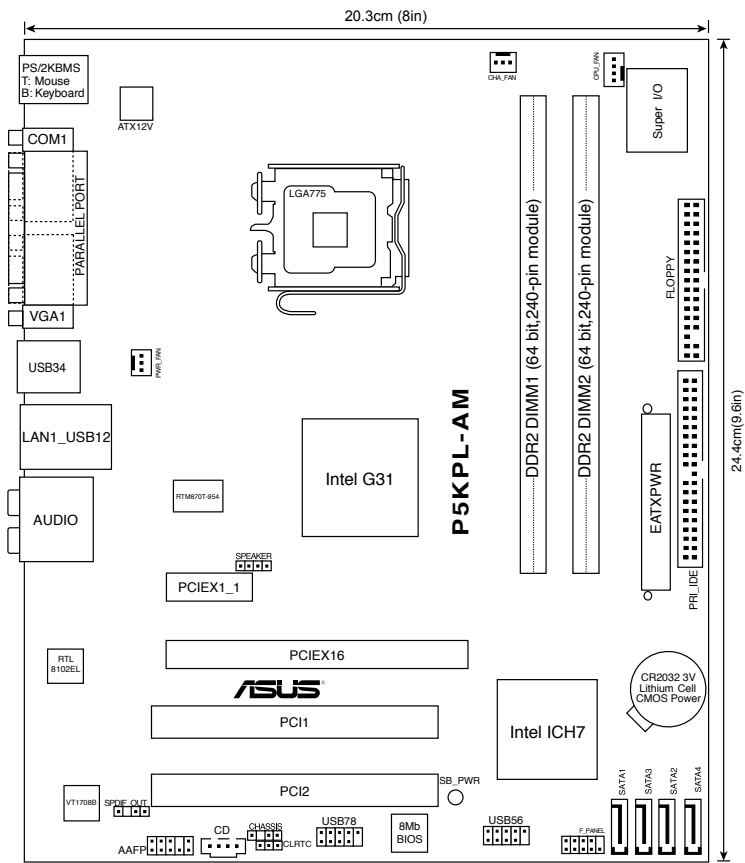 20.3cm (8in)
24.4cm(9.6in)
PS/2KBMS
T: Mouse
B: Keyboard
ATX12V
CHA_FAN
CPU_FAN
Super I/O
COM1
PARALLEL PORT
VGA1
LGA775
DDR2 DIMM1 (64 bit,240-pin module)
DDR2 DIMM2 (64 bit,240-pin module)
FLOPPY
USB34
PWR_FAN
LAN1_USB12
Intel G31
P5KPL-AM
EATXPWR
PRI_IDE
RTM870T-954
AUDIO
SPEAKER
PCIEX1_1
RTL
8102EL
PCIEX16
ASUS
®
CR2032 3V
Lithium Cell
CMOS Power
PCI1
Intel ICH7
PCI2
SB_PWR
SATA1
SATA3
SATA2
SATA4
VT1708B
SPDIF_OUT
AAFP
CD
CHASSIS
CLRTC
USB78
8Mb
BIOS
USB56
F_PANEL